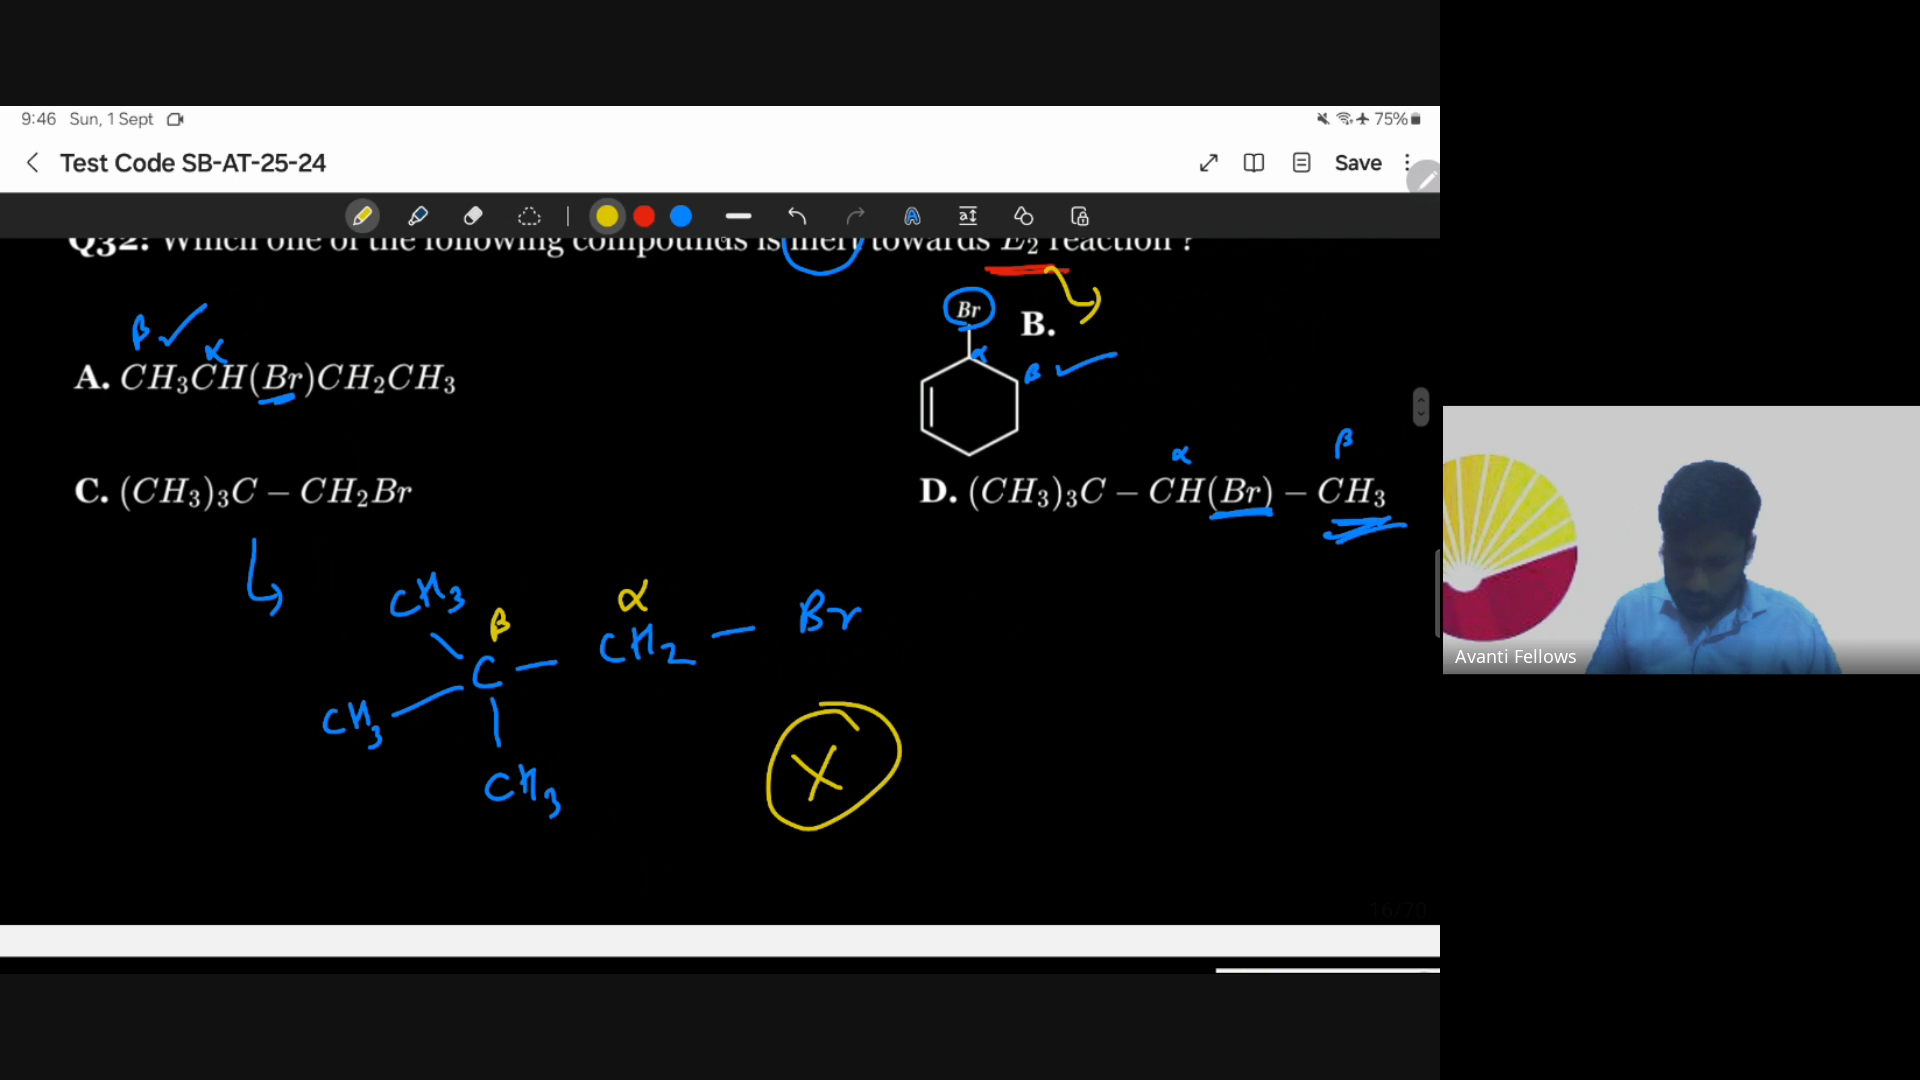 9:46 Sun, 1 Sept
75%
Test Code SB-AT-25-24
Save
Q32: Which one of the following compounds is inert towards E₂ reaction ?
Br
B.
β
α
A. CH₃CH(Br)CH₂CH₃
α
β
α
β
C. (CH₃)₃C – CH₂Br
D. (CH₃)₃C – CH(Br) – CH₃
CH₃
β
α
C
CH₂
Br
CH₃
CH₃
X
Avanti Fellows
16/70